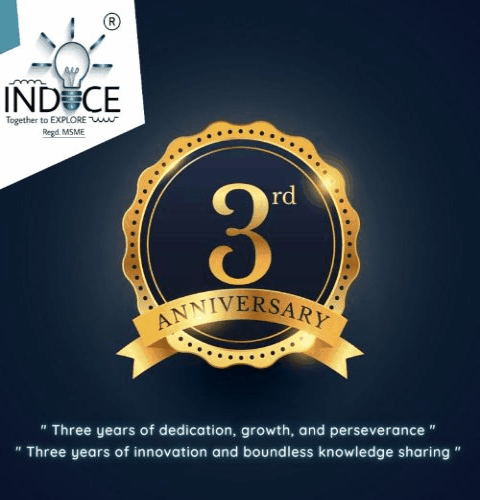 ®
INDUCE
Together to EXPLORE
Regd. MSME
3rd
ANNIVERSARY
" Three years of dedication, growth, and perseverance "
" Three years of innovation and boundless knowledge sharing "